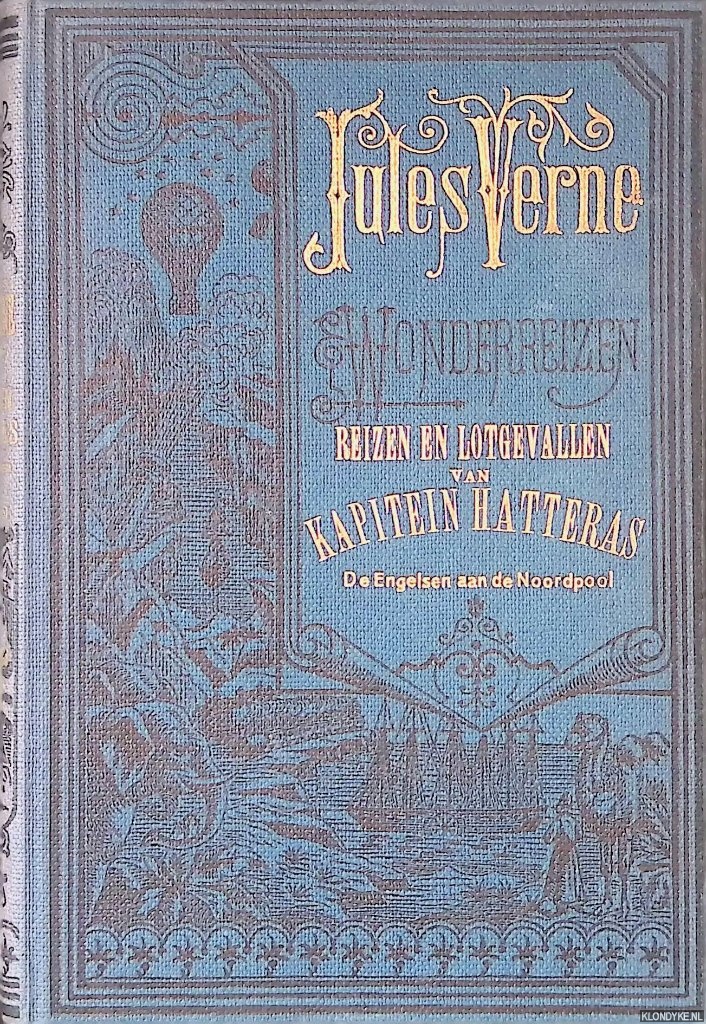 Jules Verne
WONDERREIZEN
REIZEN EN LOTGEVALLEN
VAN
KAPITEIN HATTERAS
De Engelsen aan de Noordpool
KLONDYKE.NL